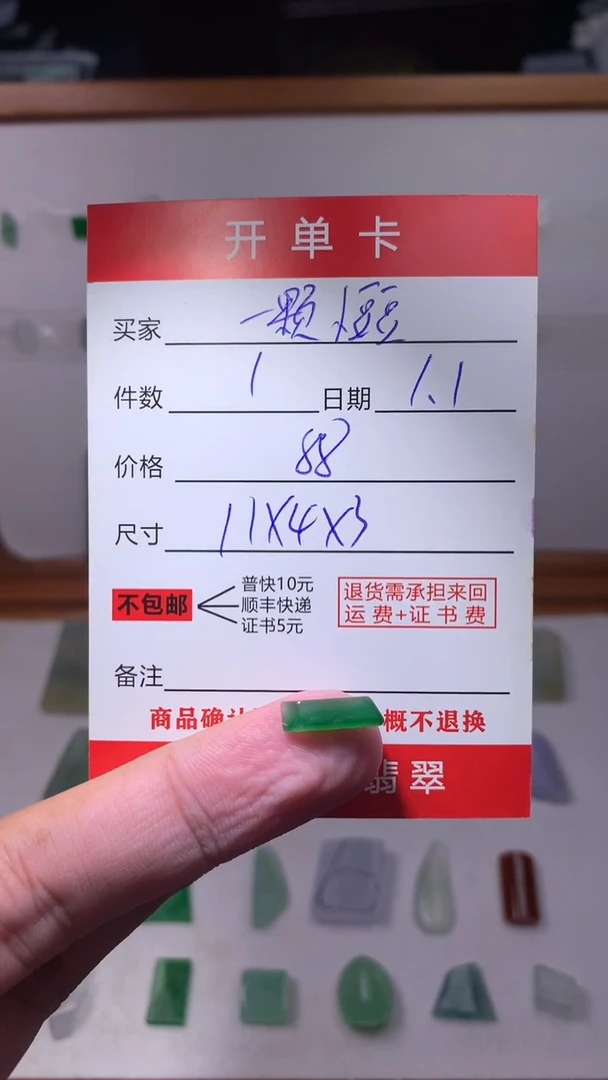 开单卡
买家 一颗
件数 1 日期 1.1
价格 88
尺寸 11X4X3
不包邮
普快10元
顺丰快递
证书5元
退货需承担来回
运费+证书费
备注
商品确认 概不退换
翡翠